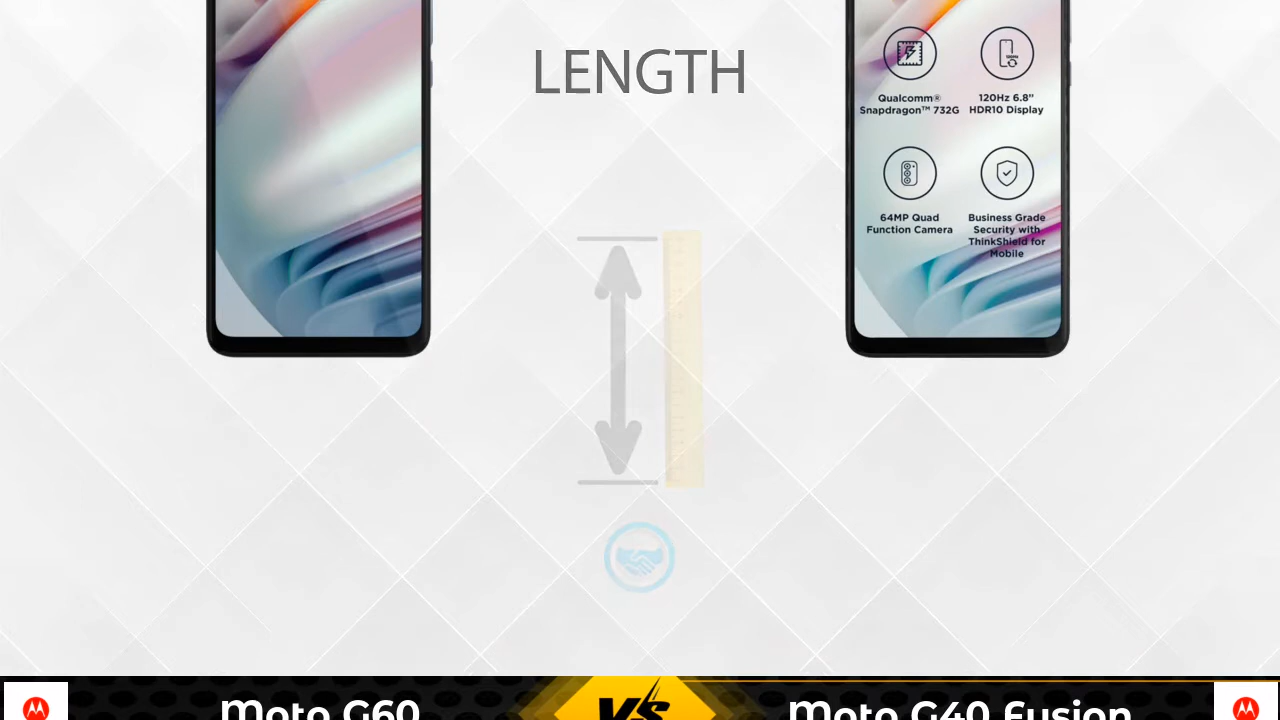 LENGTH
Qualcomm®
Snapdragon™ 732G
120Hz 6.8”
HDR10 Display
64MP Quad
Function Camera
Business Grade
Security with
ThinkShield for
Mobile
Moto G60
VS
Moto G40 Fusion